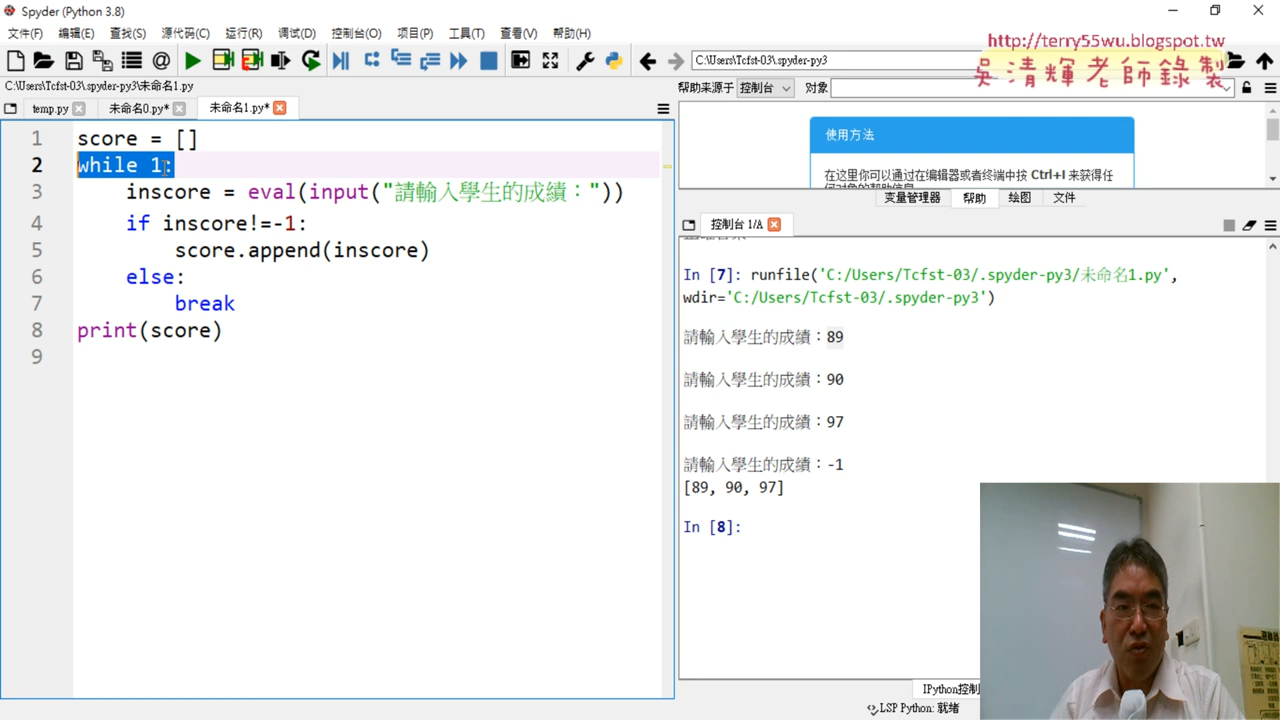 Spyder (Python 3.8)
文件(F) 编辑(E) 查找(S) 源代码(C) 运行(R) 调试(D) 控制台(O) 项目(P) 工具(T) 查看(V) 帮助(H)
C:\Users\Tcfst-03\.spyder-py3
http://terry55wu.blogspot.tw
吳清輝老師錄製
C:\Users\Tcfst-03\.spyder-py3\未命名1.py
temp.py 未命名0.py* 未命名1.py*
1 score = []
2 while 1:
3 inscore = eval(input("請輸入學生的成績："))
4 if inscore!=-1:
5 score.append(inscore)
6 else:
7 break
8 print(score)
9
帮助来源于 控制台 对象
使用方法
在这里你可以通过在编辑器或者终端中按 Ctrl+I 来获得任
何对象的帮助信息
变量管理器 帮助 绘图 文件
控制台 1/A
In [7]: runfile('C:/Users/Tcfst-03/.spyder-py3/未命名1.py',
wdir='C:/Users/Tcfst-03/.spyder-py3')
請輸入學生的成績：89
請輸入學生的成績：90
請輸入學生的成績：97
請輸入學生的成績：-1
[89, 90, 97]
In [8]:
IPython控制
LSP Python: 就绪